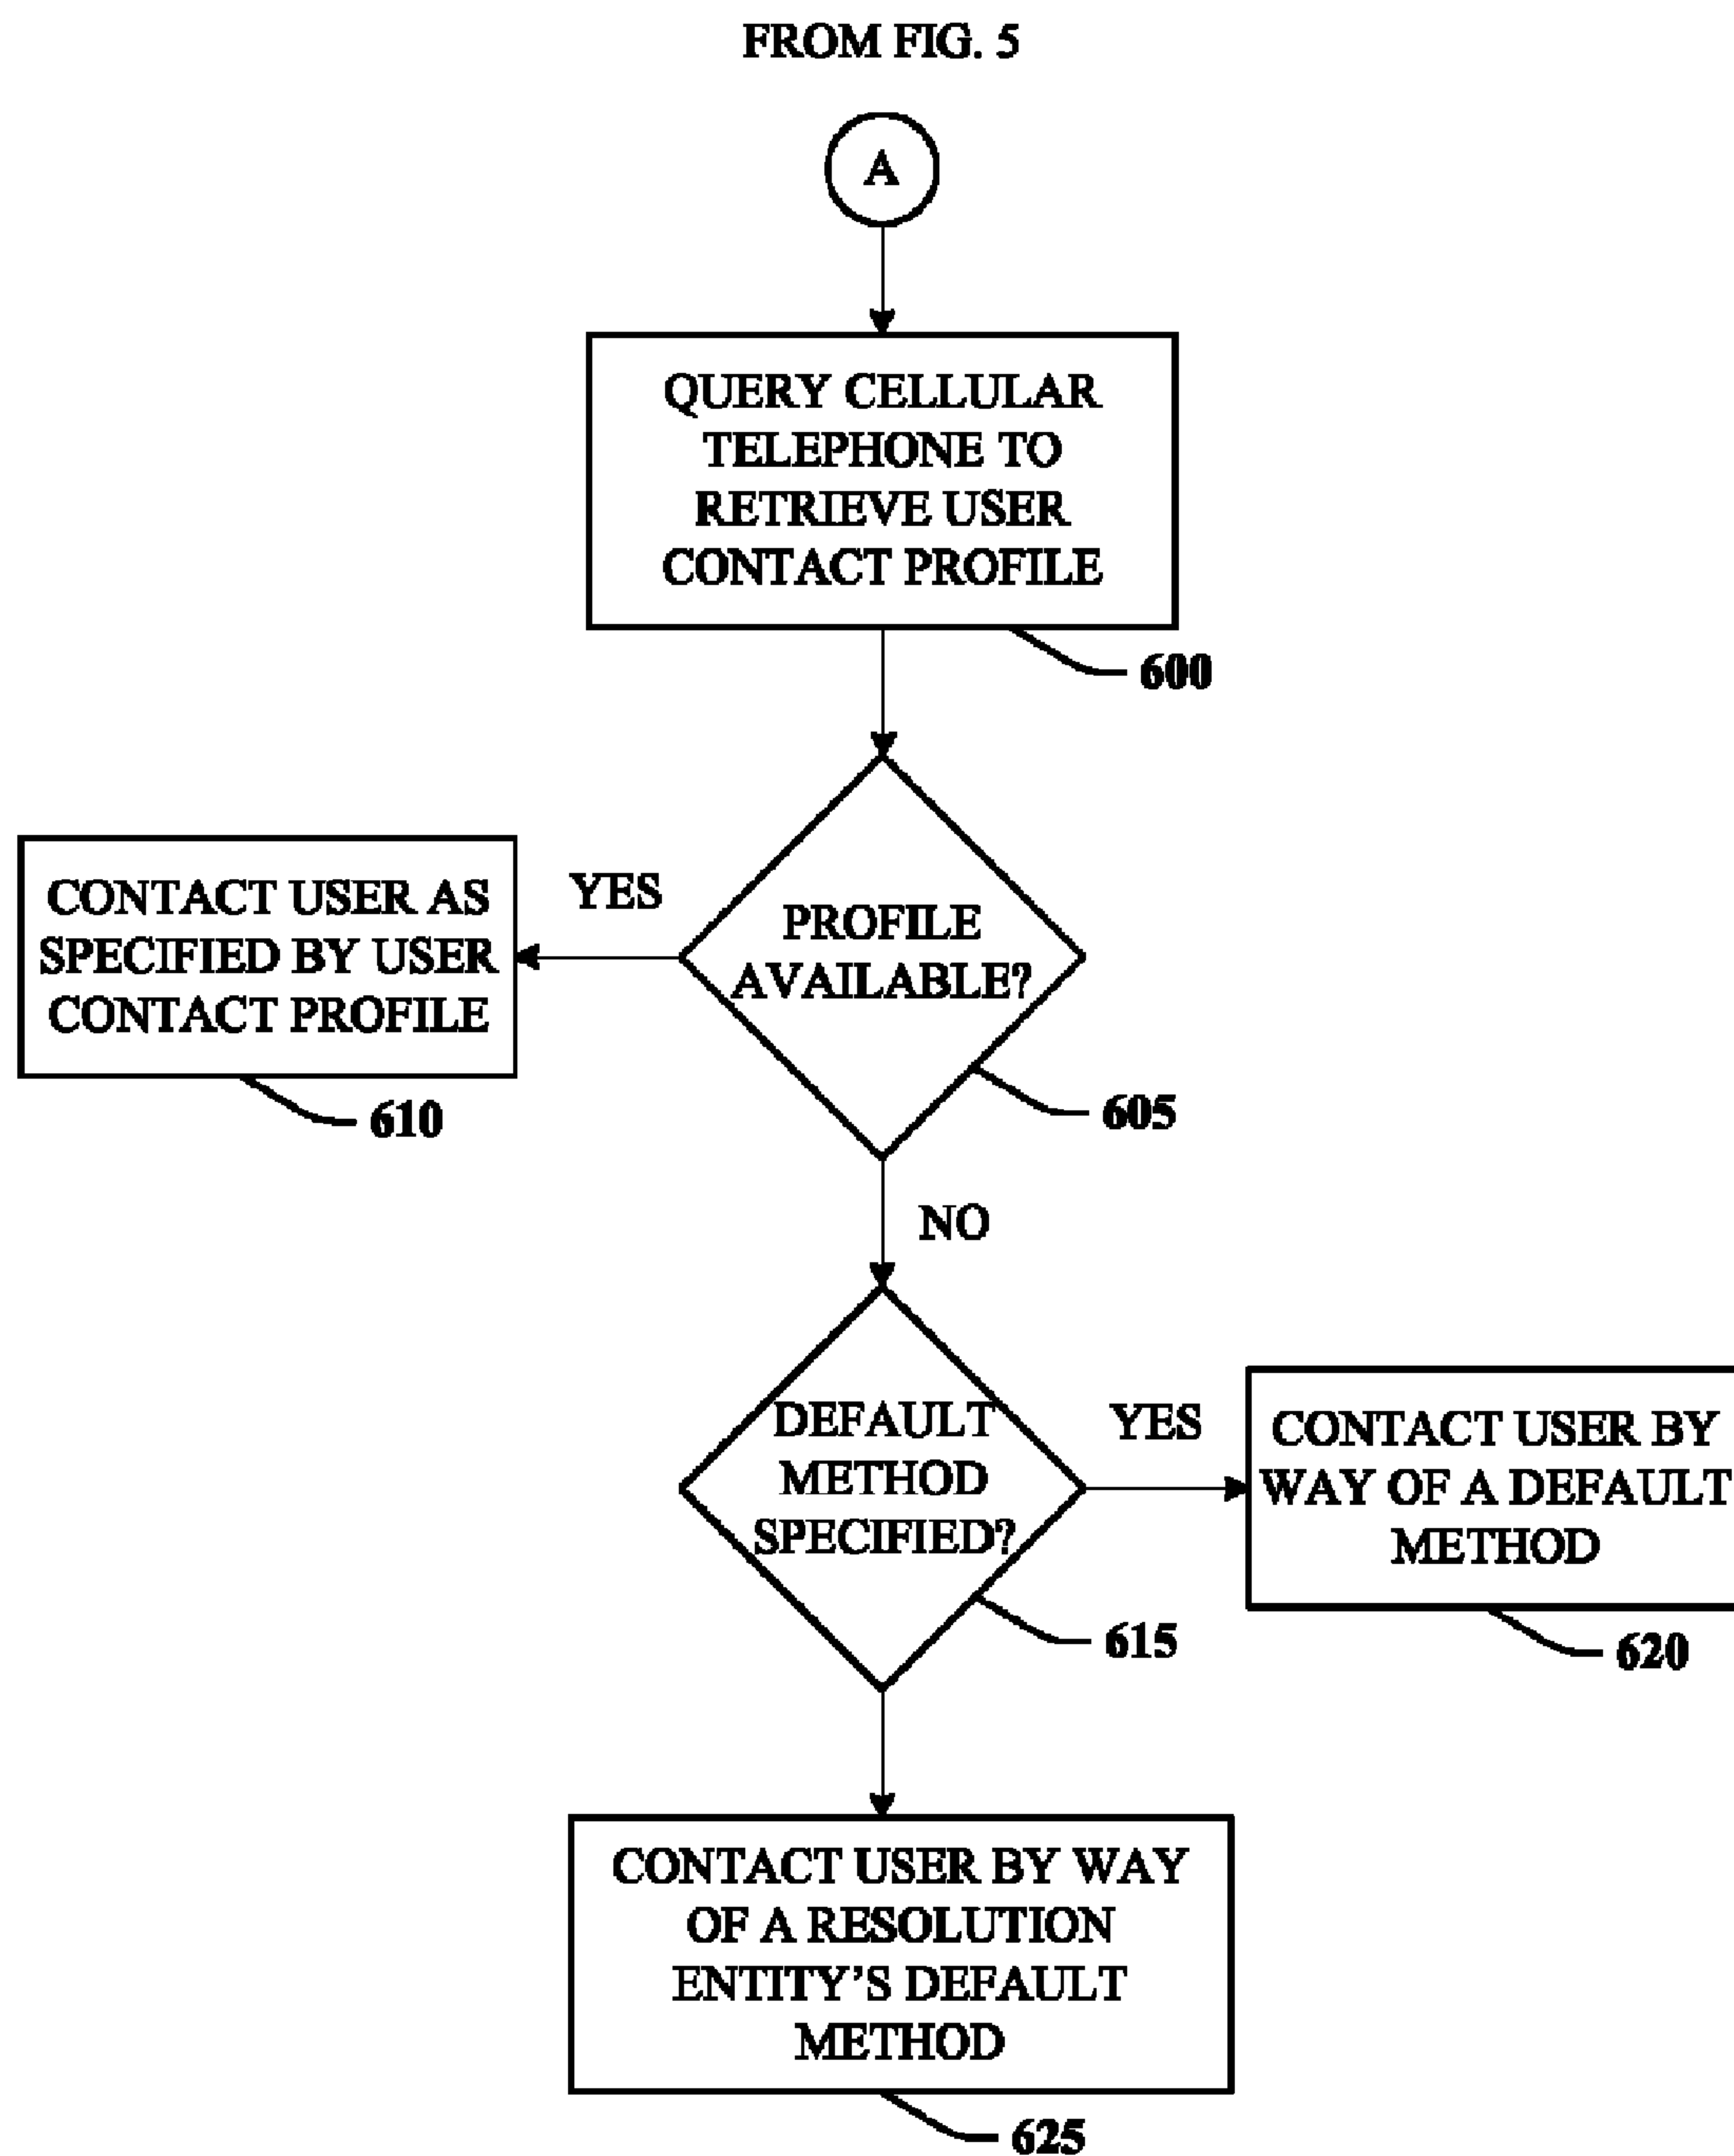 FROM FIG. 5
A
QUERY CELLULAR
TELEPHONE TO
RETRIEVE USER
CONTACT PROFILE
600
PROFILE
AVAILABLE?
605
YES
CONTACT USER AS
SPECIFIED BY USER
CONTACT PROFILE
610
NO
DEFAULT
METHOD
SPECIFIED?
615
YES
CONTACT USER BY
WAY OF A DEFAULT
METHOD
620
CONTACT USER BY WAY
OF A RESOLUTION
ENTITY'S DEFAULT
METHOD
625